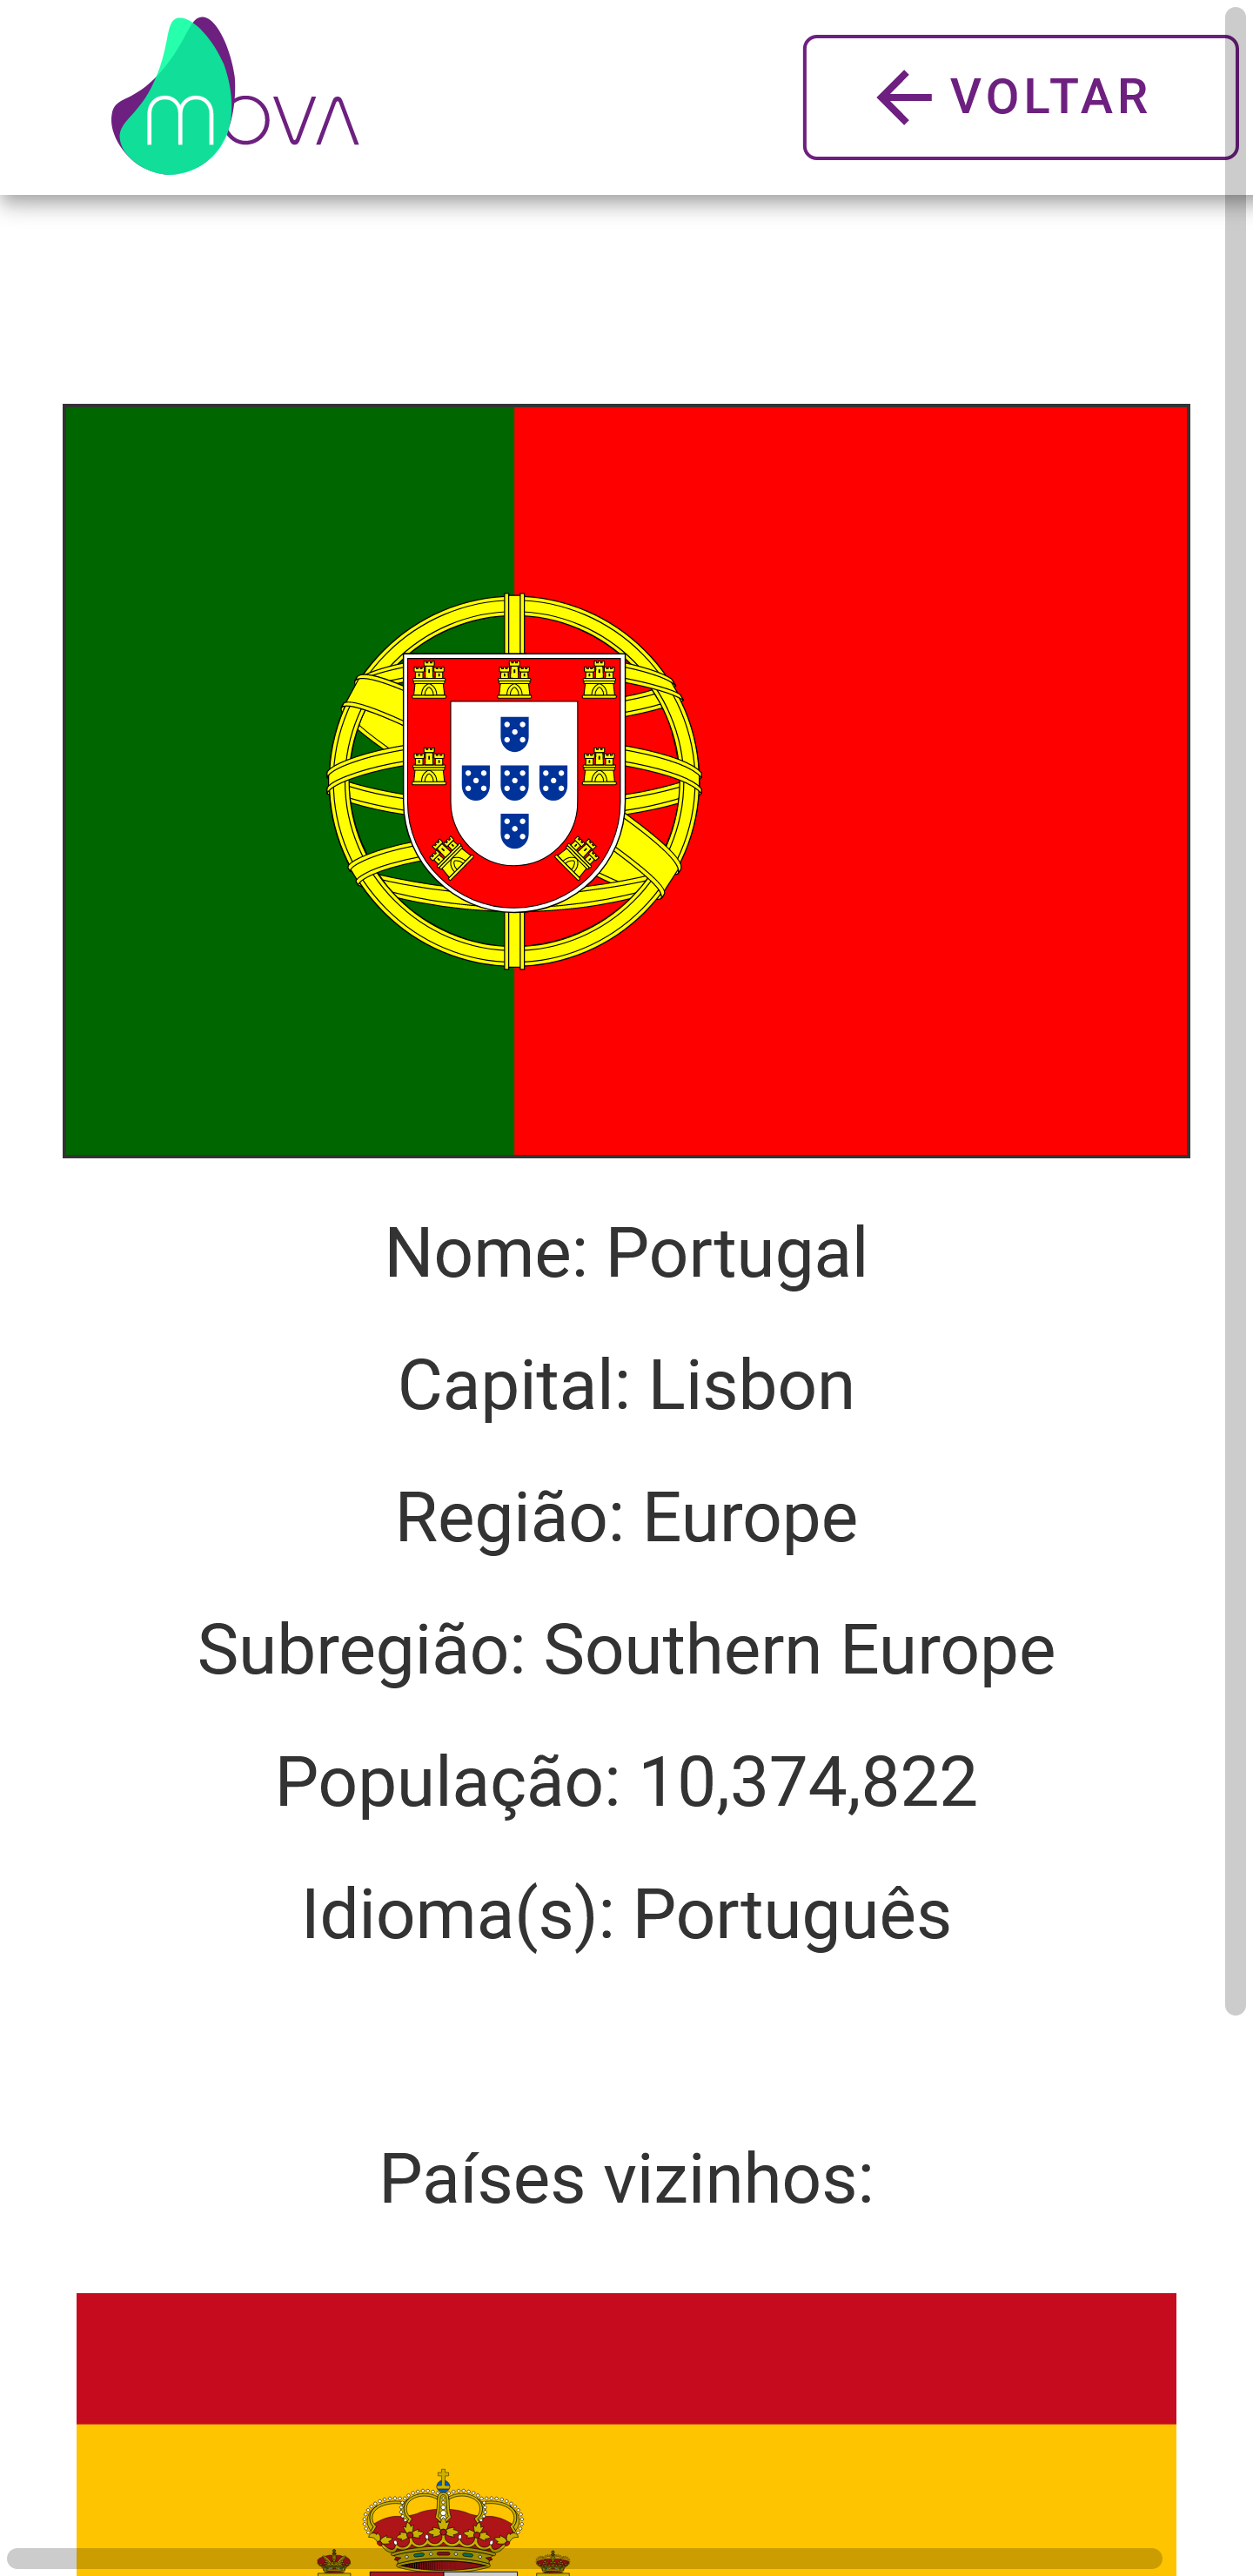 mova
VOLTAR
Nome: Portugal
Capital: Lisbon
Região: Europe
Subregião: Southern Europe
População: 10,374,822
Idioma(s): Português
Países vizinhos: